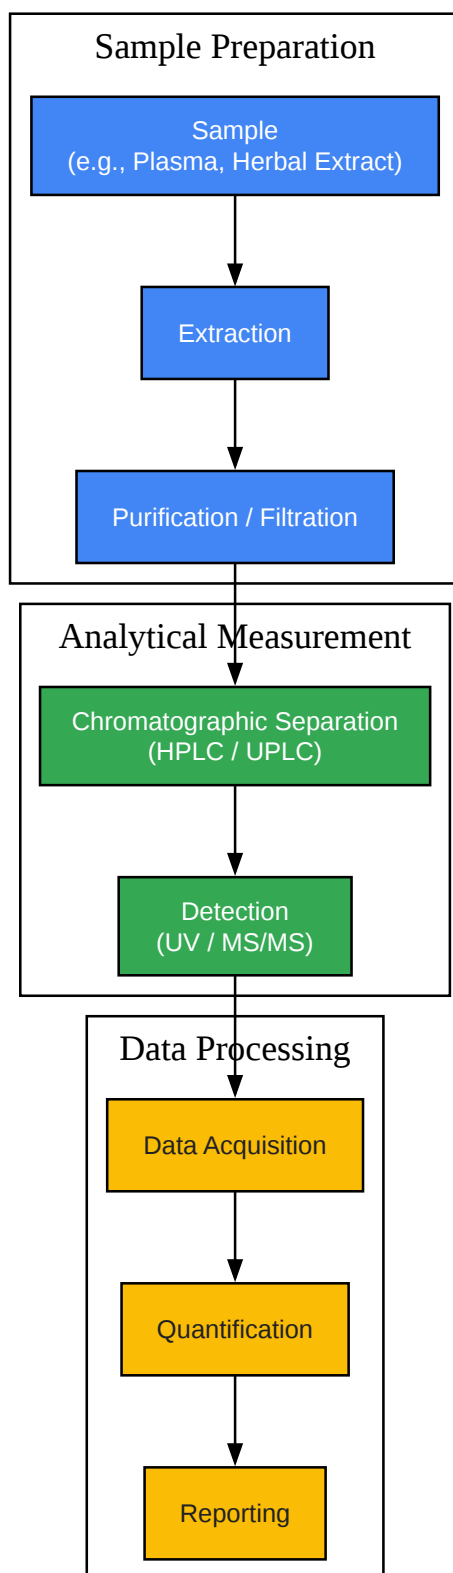 Sample Preparation
Sample
(e.g., Plasma, Herbal Extract)
Extraction
Purification / Filtration
Analytical Measurement
Chromatographic Separation
(HPLC / UPLC)
Detection
(UV / MS/MS)
Data Processing
Data Acquisition
Quantification
Reporting